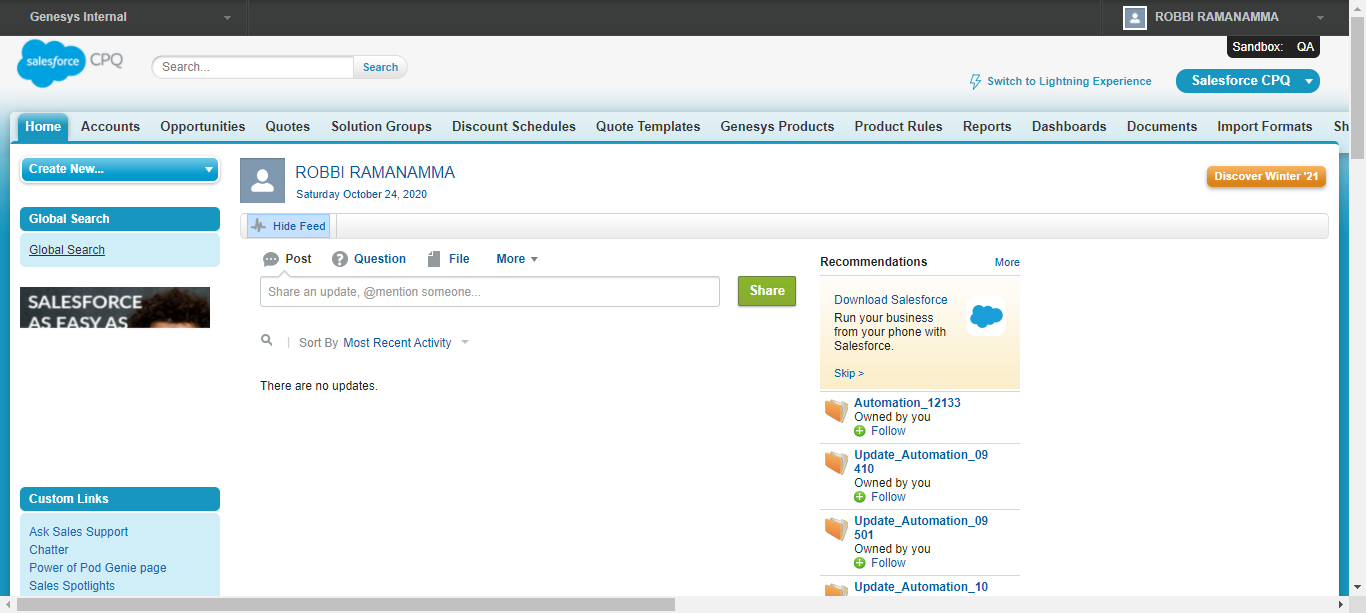 Genesys Internal
ROBBI RAMANAMMA
Sandbox: QA
salesforce CPQ
Search...
Search
Switch to Lightning Experience
Salesforce CPQ
Home Accounts Opportunities Quotes Solution Groups Discount Schedules Quote Templates Genesys Products Product Rules Reports Dashboards Documents Import Formats Sh
Create New...
Global Search
Global Search
SALESFORCE
AS EASY AS
Custom Links
Ask Sales Support
Chatter
Power of Pod Genie page
Sales Spotlights
ROBBI RAMANAMMA
Saturday October 24, 2020
Discover Winter '21
Hide Feed
Post Question File More
Share an update, @mention someone...
Share
Sort By Most Recent Activity
There are no updates.
Recommendations More
Download Salesforce
Run your business
from your phone with
Salesforce.
Skip >
Automation_12133
Owned by you
Follow
Update_Automation_09
410
Owned by you
Follow
Update_Automation_09
501
Owned by you
Follow
Update_Automation_10